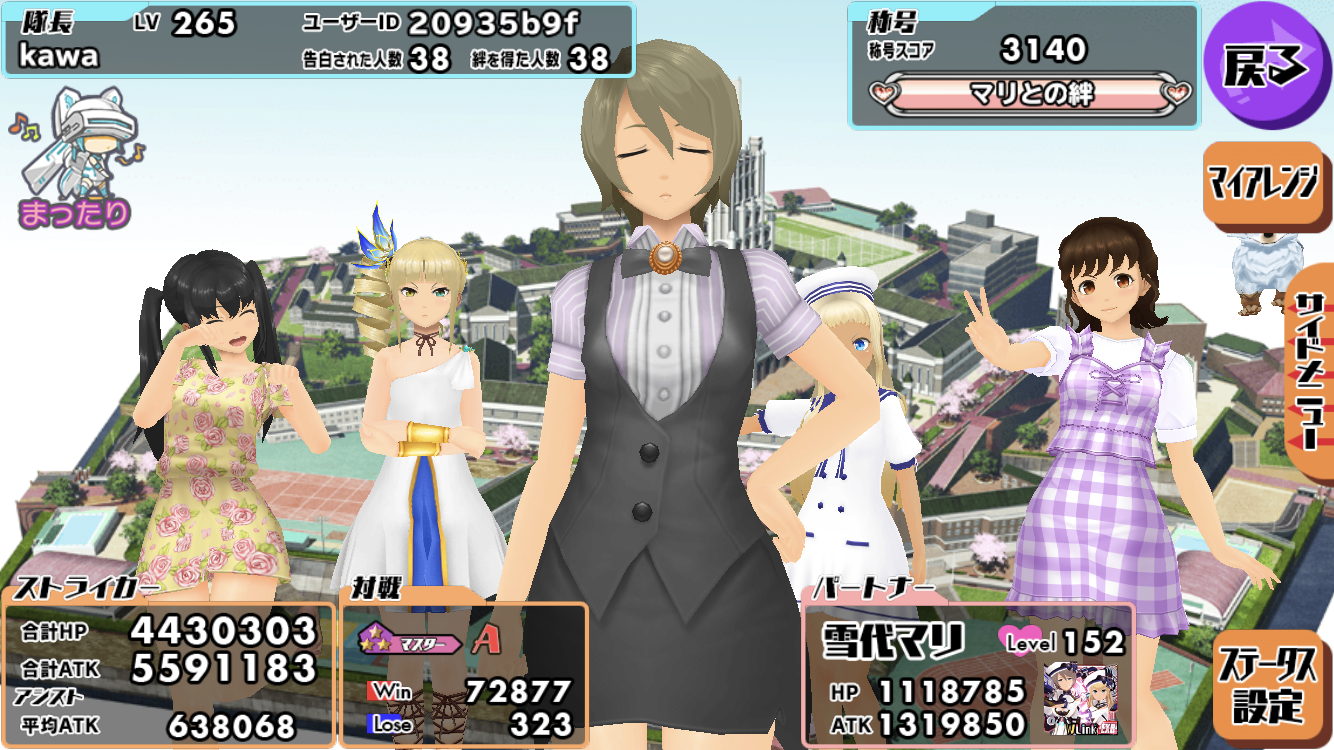 隊長 LV 265 ユーザーID 20935b9f
kawa 告白された人数 38 絆を得た人数 38
称号
称号スコア 3140
マリとの絆
戻る
マイアレンジ
まったり
サイドメニュー
ストライカー
合計HP 4430303
合計ATK 5591183
アシスト
平均ATK 638068
対戦
マスター A
Win 72877
Lose 323
パートナー
雪代マリ Level 152
HP 1118785
ATK 1319850
Link
ステータス
設定